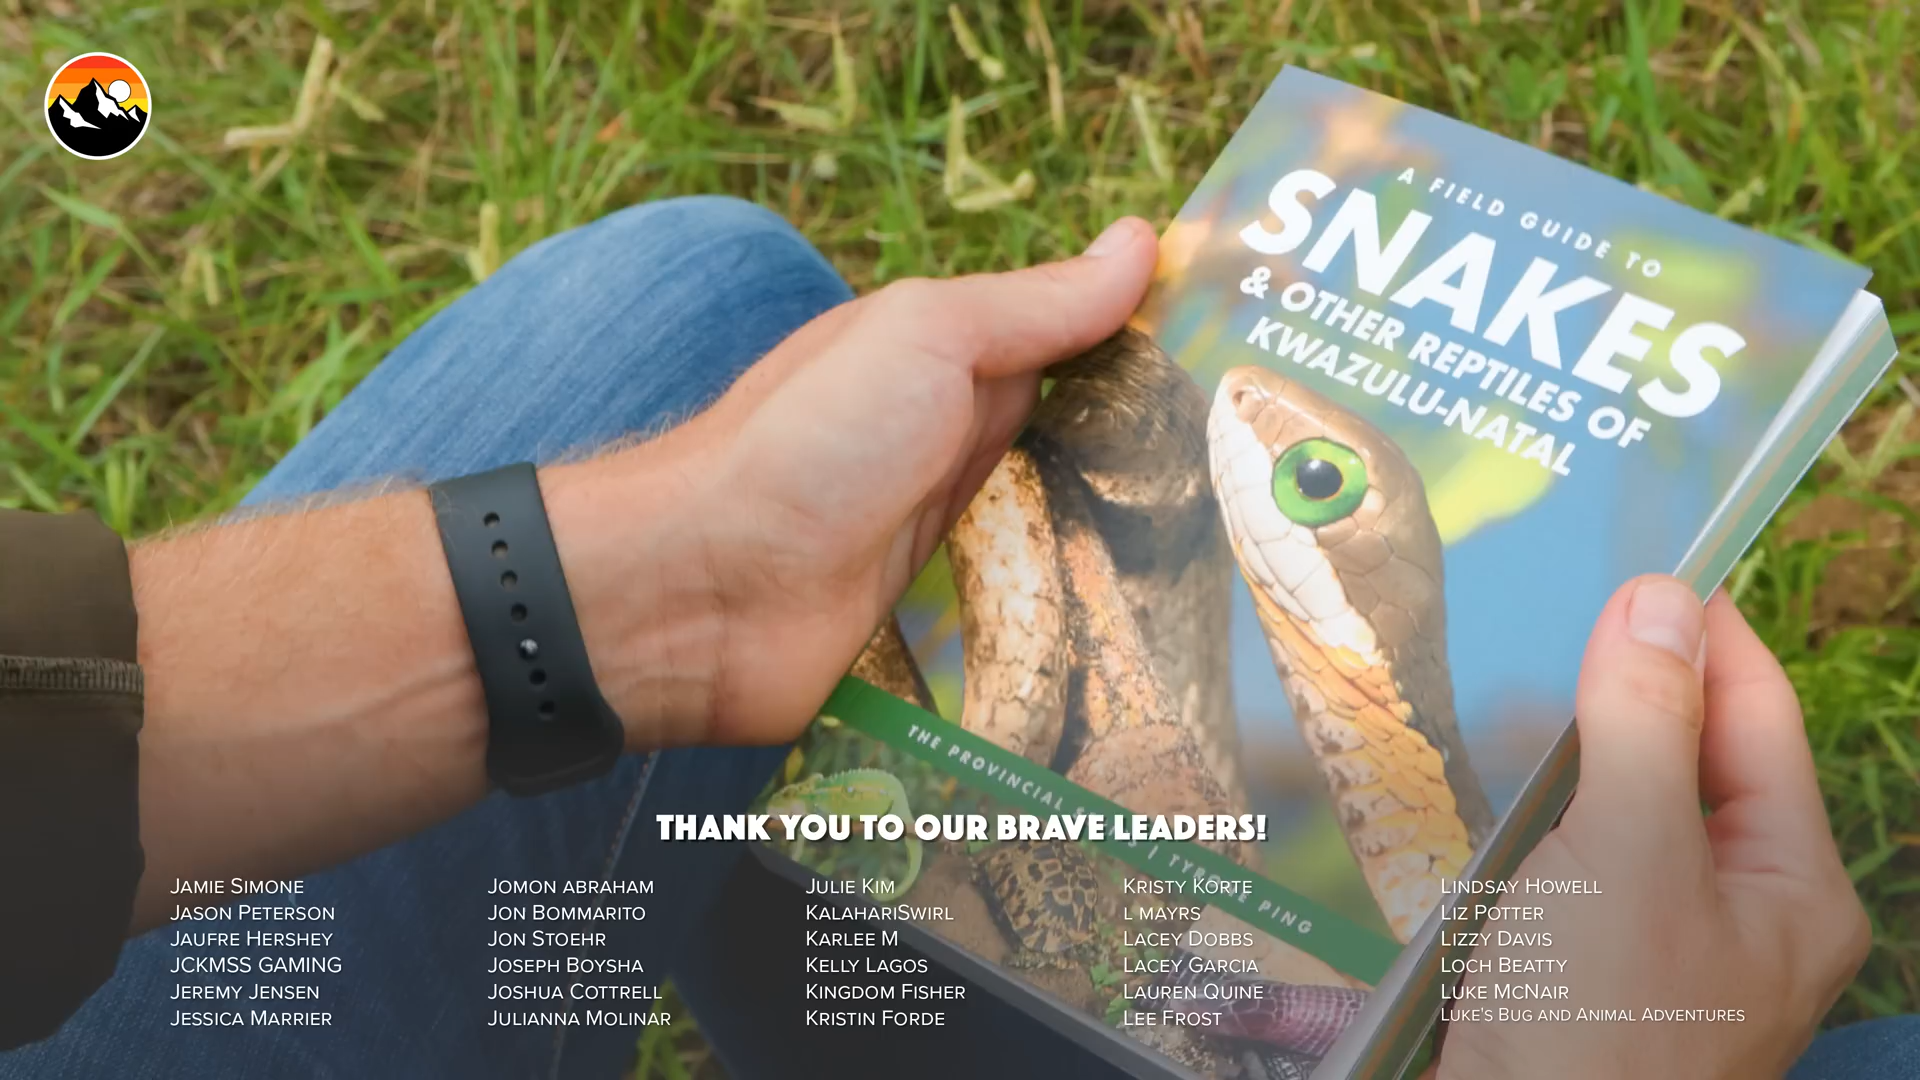 A FIELD GUIDE TO
SNAKES
& OTHER REPTILES OF
KWAZULU-NATAL
THE PROVINCIAL
TYRONE PING
THANK YOU TO OUR BRAVE LEADERS!
JAMIE SIMONE
JASON PETERSON
JAUFRE HERSHEY
JCKMSS GAMING
JEREMY JENSEN
JESSICA MARRIER
JOMON ABRAHAM
JON BOMMARITO
JON STOEHR
JOSEPH BOYSHA
JOSHUA COTTRELL
JULIANNA MOLINAR
JULIE KIM
KALAHARISWIRL
KARLEE M
KELLY LAGOS
KINGDOM FISHER
KRISTIN FORDE
KRISTY KORTE
L MAYRS
LACEY DOBBS
LACEY GARCIA
LAUREN QUINE
LEE FROST
LINDSAY HOWELL
LIZ POTTER
LIZZY DAVIS
LOCH BEATTY
LUKE MCNAIR
LUKE'S BUG AND ANIMAL ADVENTURES